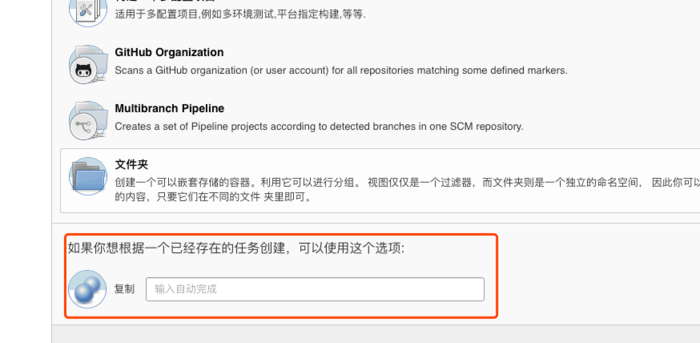 适用于多配置项目,例如多环境测试,平台指定构建,等等.
GitHub Organization
Scans a GitHub organization (or user account) for all repositories matching some defined markers.
Multibranch Pipeline
Creates a set of Pipeline projects according to detected branches in one SCM repository.
文件夹
创建一个可以嵌套存储的容器。利用它可以进行分组。 视图仅仅是一个过滤器，而文件夹则是一个独立的命名空间， 因此你可以
的内容，只要它们在不同的文件 夹里即可。
如果你想根据一个已经存在的任务创建，可以使用这个选项:
复制
输入自动完成